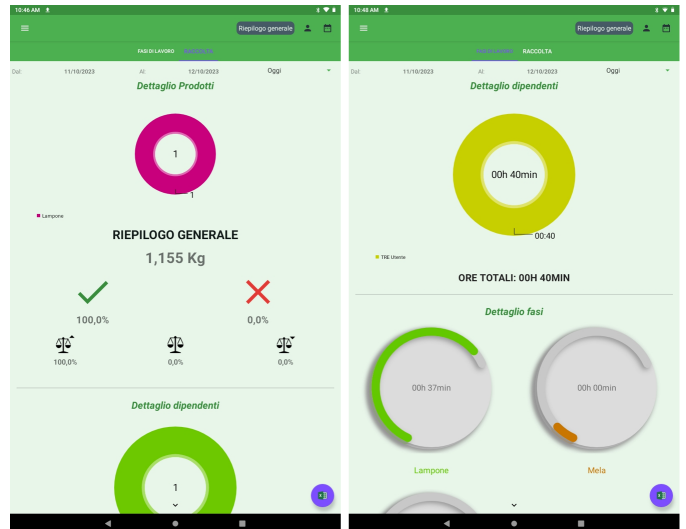 10:46 AM
Riepilogo generale
FASI DI LAVORO RACCOLTA
Dal: 11/10/2023 Al: 12/10/2023 Oggi
Dettaglio Prodotti
1
1
Lampone
RIEPILOGO GENERALE
1,155 Kg
100,0% 0,0%
100,0% 0,0% 0,0%
Dettaglio dipendenti
1
10:48 AM
Riepilogo generale
FASI DI LAVORO RACCOLTA
Dal: 11/10/2023 Al: 12/10/2023 Oggi
Dettaglio dipendenti
00h 40min
00:40
TRE Utente
ORE TOTALI: 00H 40MIN
Dettaglio fasi
00h 37min 00h 00min
Lampone Mela